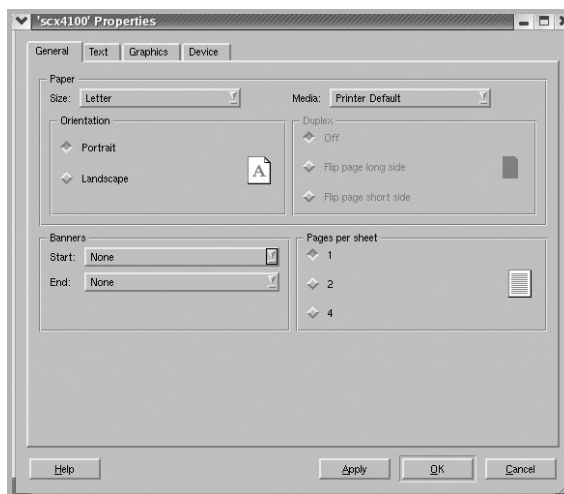 'scx4100' Properties
General Text Graphics Device
Paper
Size: Letter Media: Printer Default
Orientation
Portrait
Landscape
A
Duplex
Off
Flip page long side
Flip page short side
Banners
Start: None
End: None
Pages per sheet
1
2
4
Help Apply OK Cancel